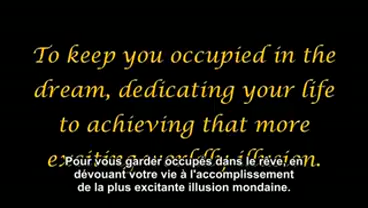 To keep you occupied in the
dream, dedicating your life
to achieving that more
exciting worldly illusion.
Pour vous garder occupés dans le rêve, en
dévouant votre vie à l'accomplissement
de la plus excitante illusion mondaine.